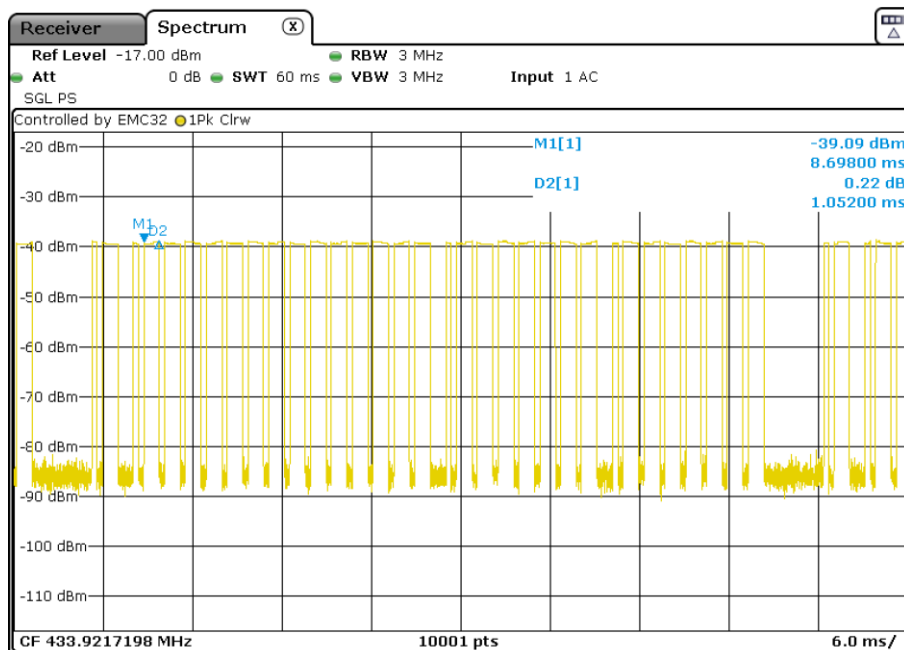 Receiver Spectrum X
Ref Level -17.00 dBm RBW 3 MHz
Att 0 dB SWT 60 ms VBW 3 MHz Input 1 AC
SGL PS
Controlled by EMC32 1Pk Clrw
-20 dBm M1[1] -39.09 dBm
8.69800 ms
D2[1] 0.22 dB
-30 dBm 1.05200 ms
M1 D2
-40 dBm
-50 dBm
-60 dBm
-70 dBm
-80 dBm
-90 dBm
-100 dBm
-110 dBm
CF 433.9217198 MHz 10001 pts 6.0 ms/